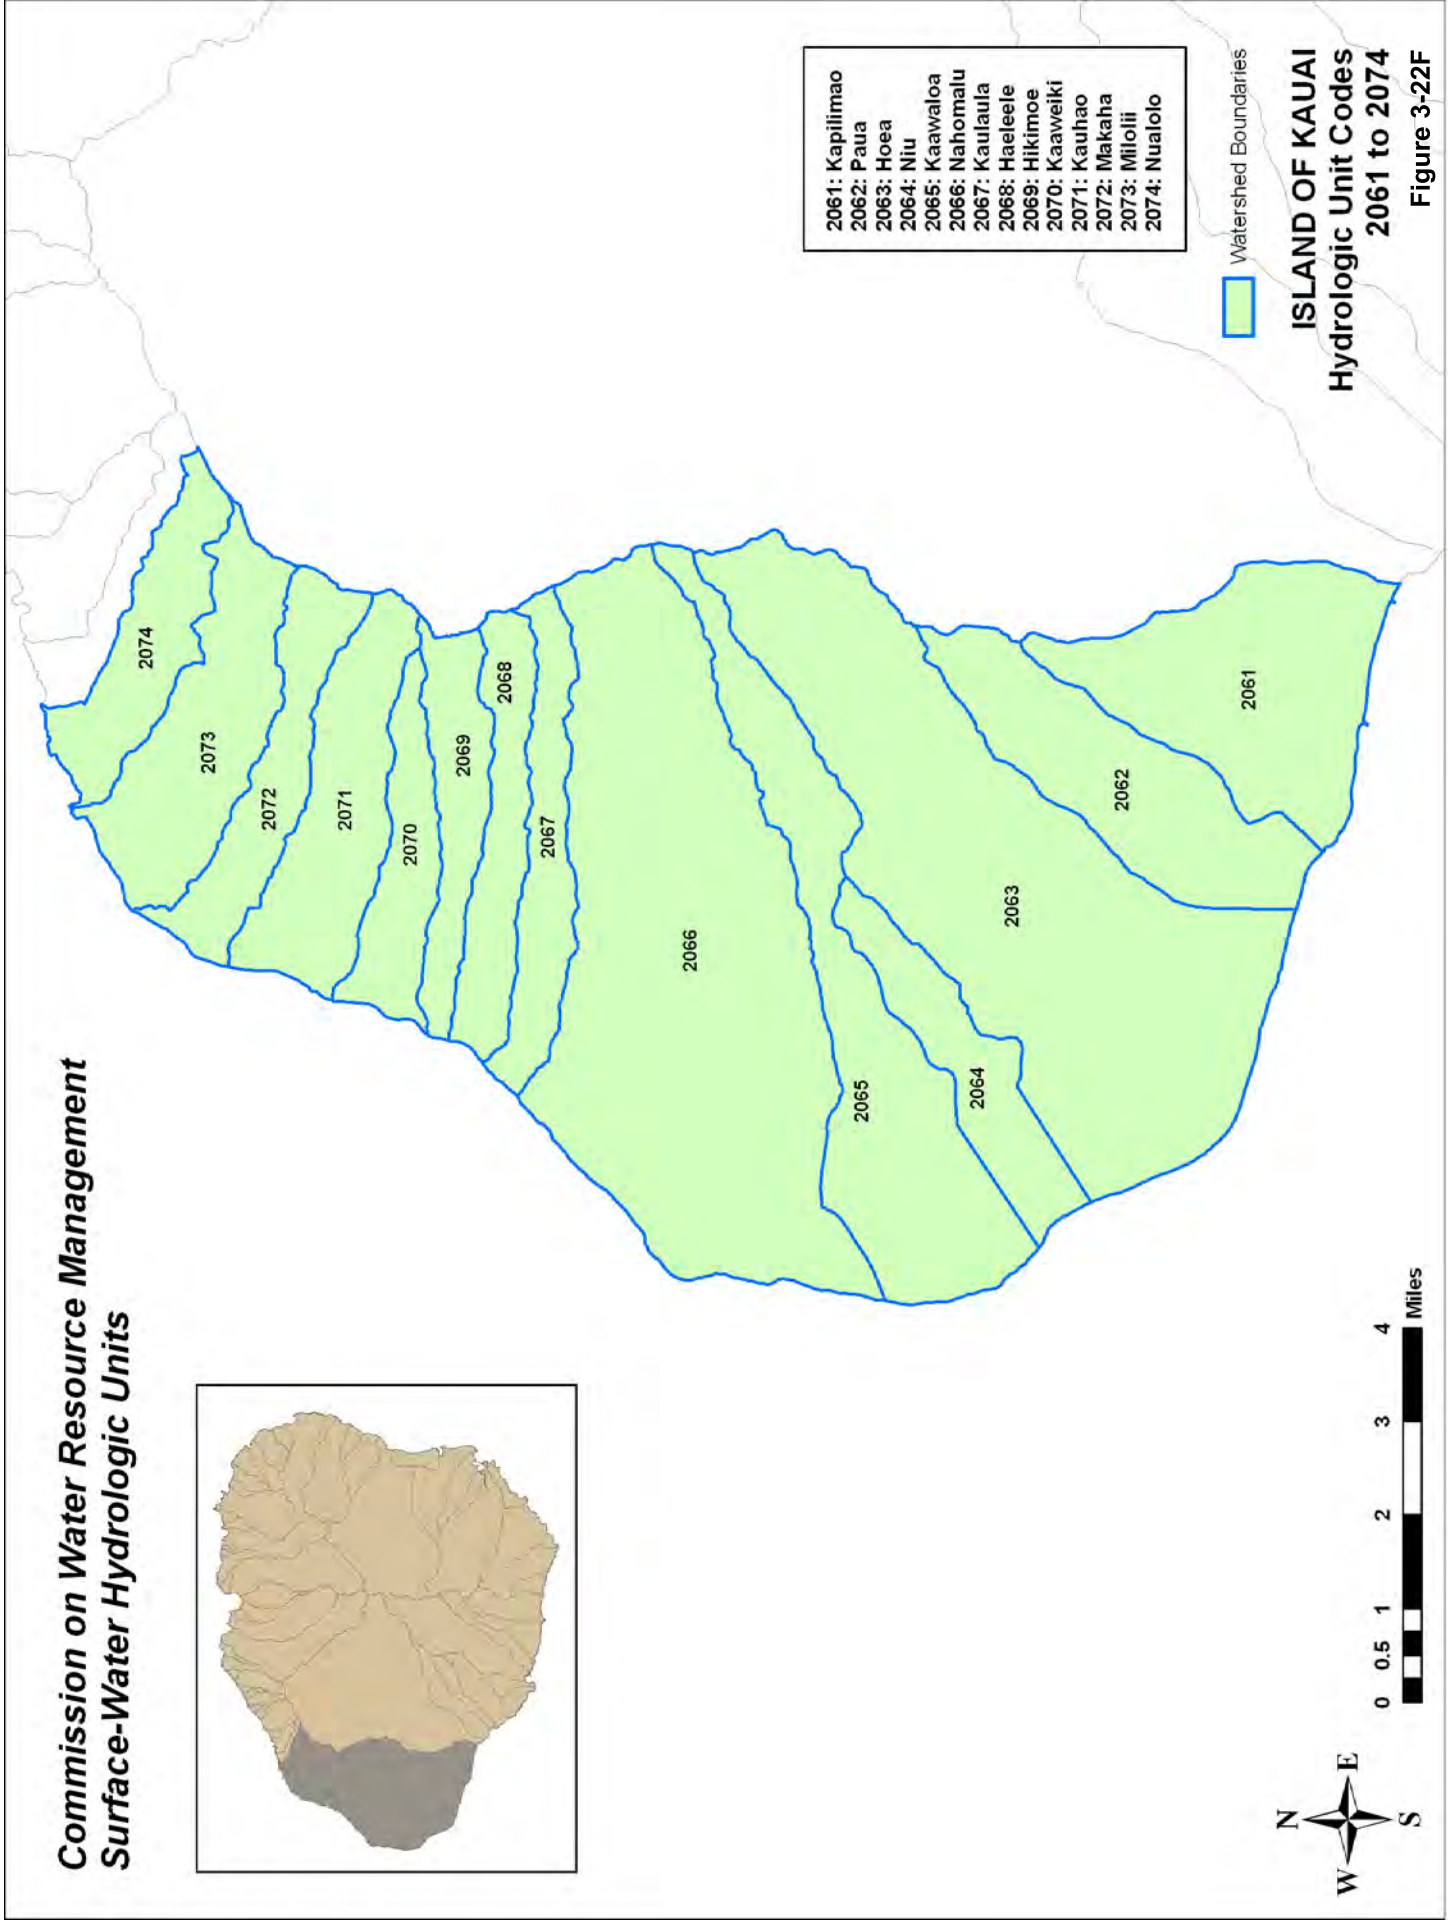 Commission on Water Resource Management
Surface-Water Hydrologic Units
2074
2073
2072
2071
2070
2069
2068
2067
2066
2065
2064
2063
2062
2061
2061: Kapilimao
2062: Paua
2063: Hoea
2064: Niu
2065: Kaawaloa
2066: Nahomalu
2067: Kaulaula
2068: Haeleele
2069: Hikimoe
2070: Kaaweiki
2071: Kauhao
2072: Makaha
2073: Milolii
2074: Nualolo
Watershed Boundaries
ISLAND OF KAUAI
Hydrologic Unit Codes
2061 to 2074
Figure 3-22F
N
W E
S
0 0.5 1 2 3 4
Miles